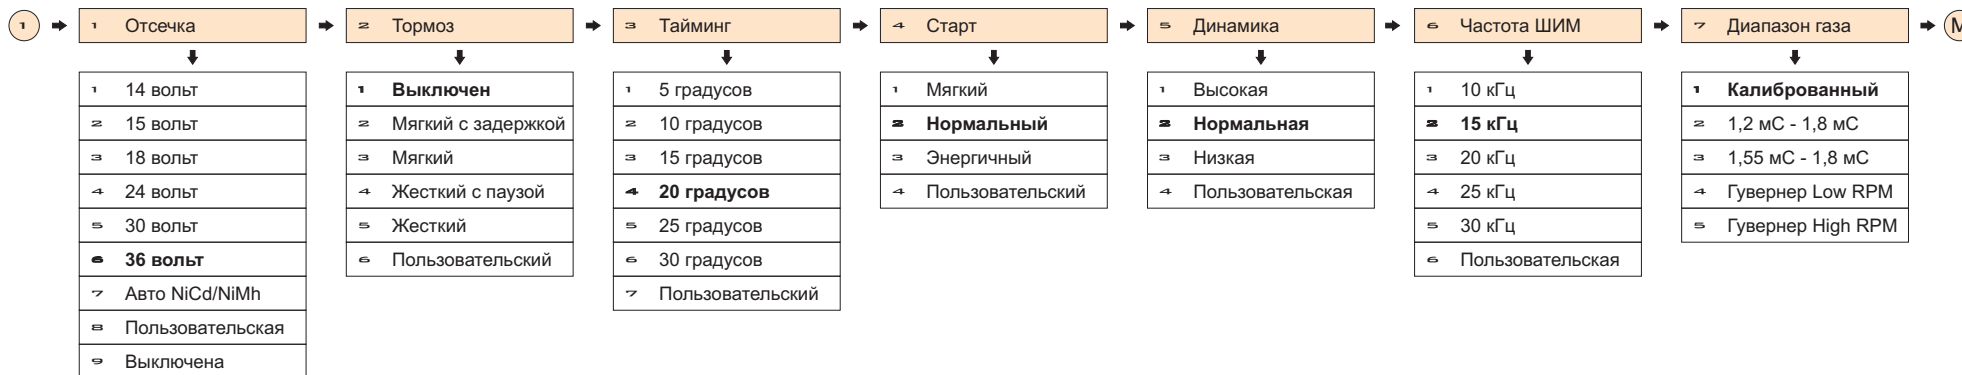 1
1 Отсечка
2 Тормоз
3 Тайминг
4 Старт
5 Динамика
6 Частота ШИМ
7 Диапазон газа
1 14 вольт
2 15 вольт
3 18 вольт
4 24 вольт
5 30 вольт
6 36 вольт
7 Авто NiCd/NiMh
8 Пользовательская
9 Выключена
1 Выключен
2 Мягкий с задержкой
3 Мягкий
4 Жесткий с паузой
5 Жесткий
6 Пользовательский
1 5 градусов
2 10 градусов
3 15 градусов
4 20 градусов
5 25 градусов
6 30 градусов
7 Пользовательский
1 Мягкий
2 Нормальный
3 Энергичный
4 Пользовательский
1 Высокая
2 Нормальная
3 Низкая
4 Пользовательская
1 10 кГц
2 15 кГц
3 20 кГц
4 25 кГц
5 30 кГц
6 Пользовательская
1 Калиброванный
2 1,2 мС - 1,8 мС
3 1,55 мС - 1,8 мС
4 Гувернер Low RPM
5 Гувернер High RPM